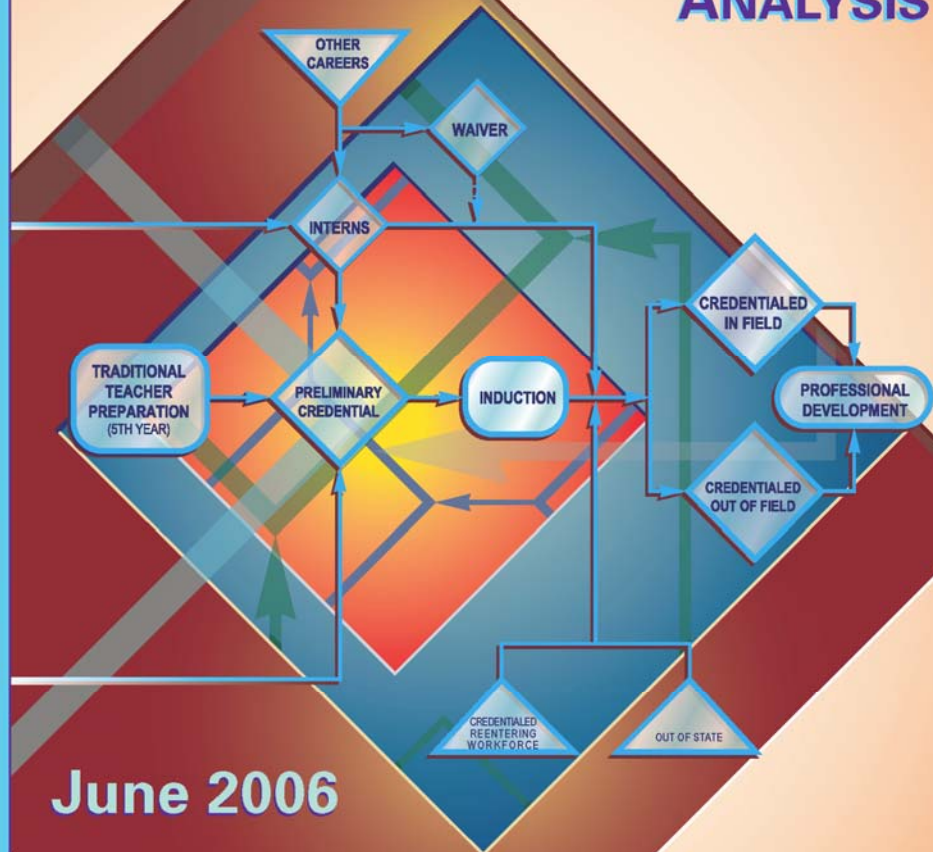 ANALYSIS
OTHER
CAREERS
WAIVER
INTERNS
CREDENTIALED
IN FIELD
TRADITIONAL
TEACHER
PREPARATION
(5TH YEAR)
PRELIMINARY
CREDENTIAL
INDUCTION
PROFESSIONAL
DEVELOPMENT
CREDENTIALED
OUT OF FIELD
CREDENTIALED
REENTERING
WORKFORCE
OUT OF STATE
June 2006